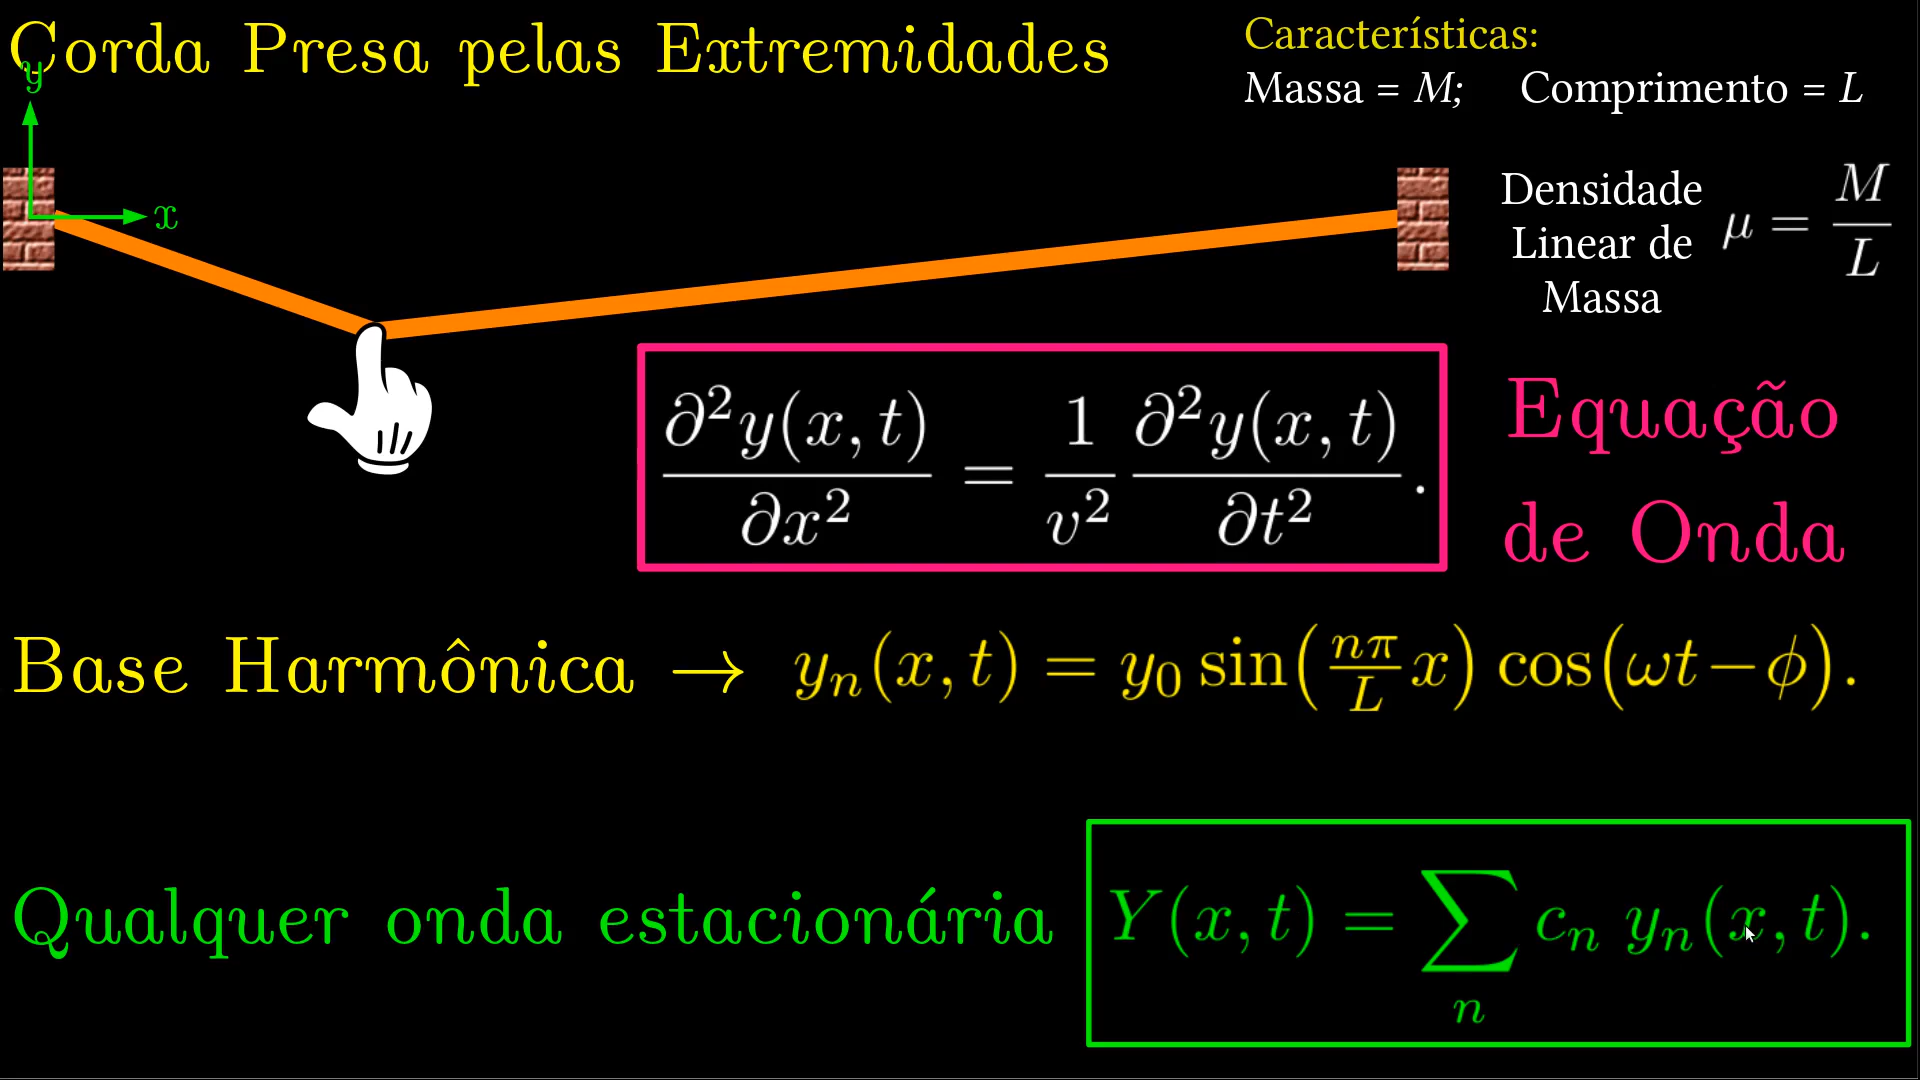 Corda Presa pelas Extremidades
Características:
Massa = M; Comprimento = L
y
x
Densidade
Linear de
Massa
μ = M/L
∂²y(x, t)/∂x² = 1/v² ∂²y(x, t)/∂t².
Equação
de Onda
Base Harmônica → yₙ(x, t) = y₀ sin(nπ/L x) cos(ωt − ϕ).
Qualquer onda estacionária Y(x, t) = ∑ₙ cₙ yₙ(x, t).